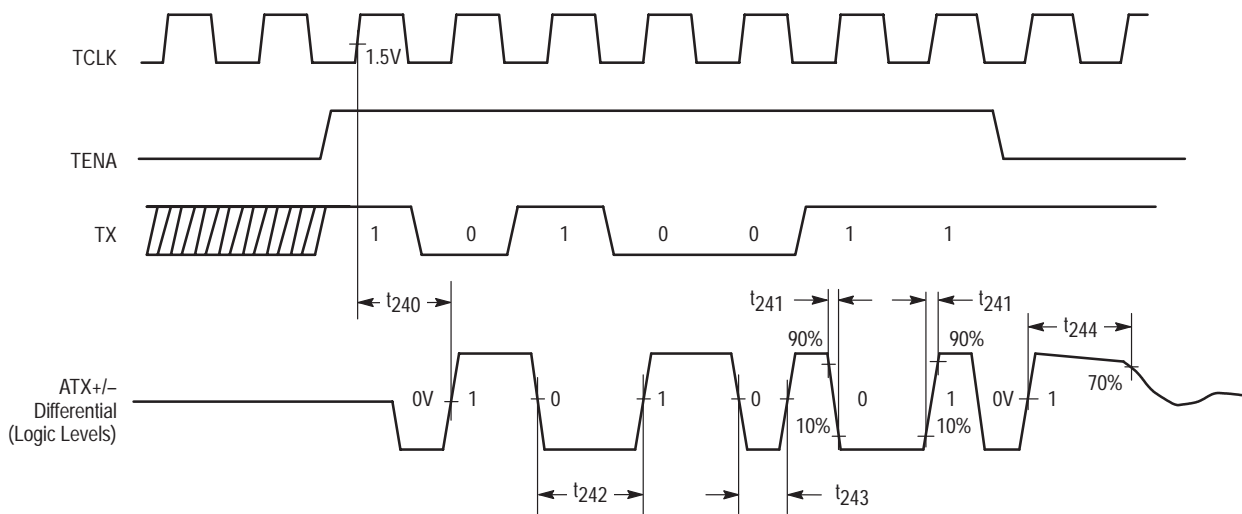 TCLK
1.5V
TENA
TX
1 0 1 0 0 1 1
t240
t241
t241
t244
90%
90%
70%
ATX+/–
Differential
(Logic Levels)
0V 1 0 1 0 0 1 0V 1
10%
10%
t242
t243